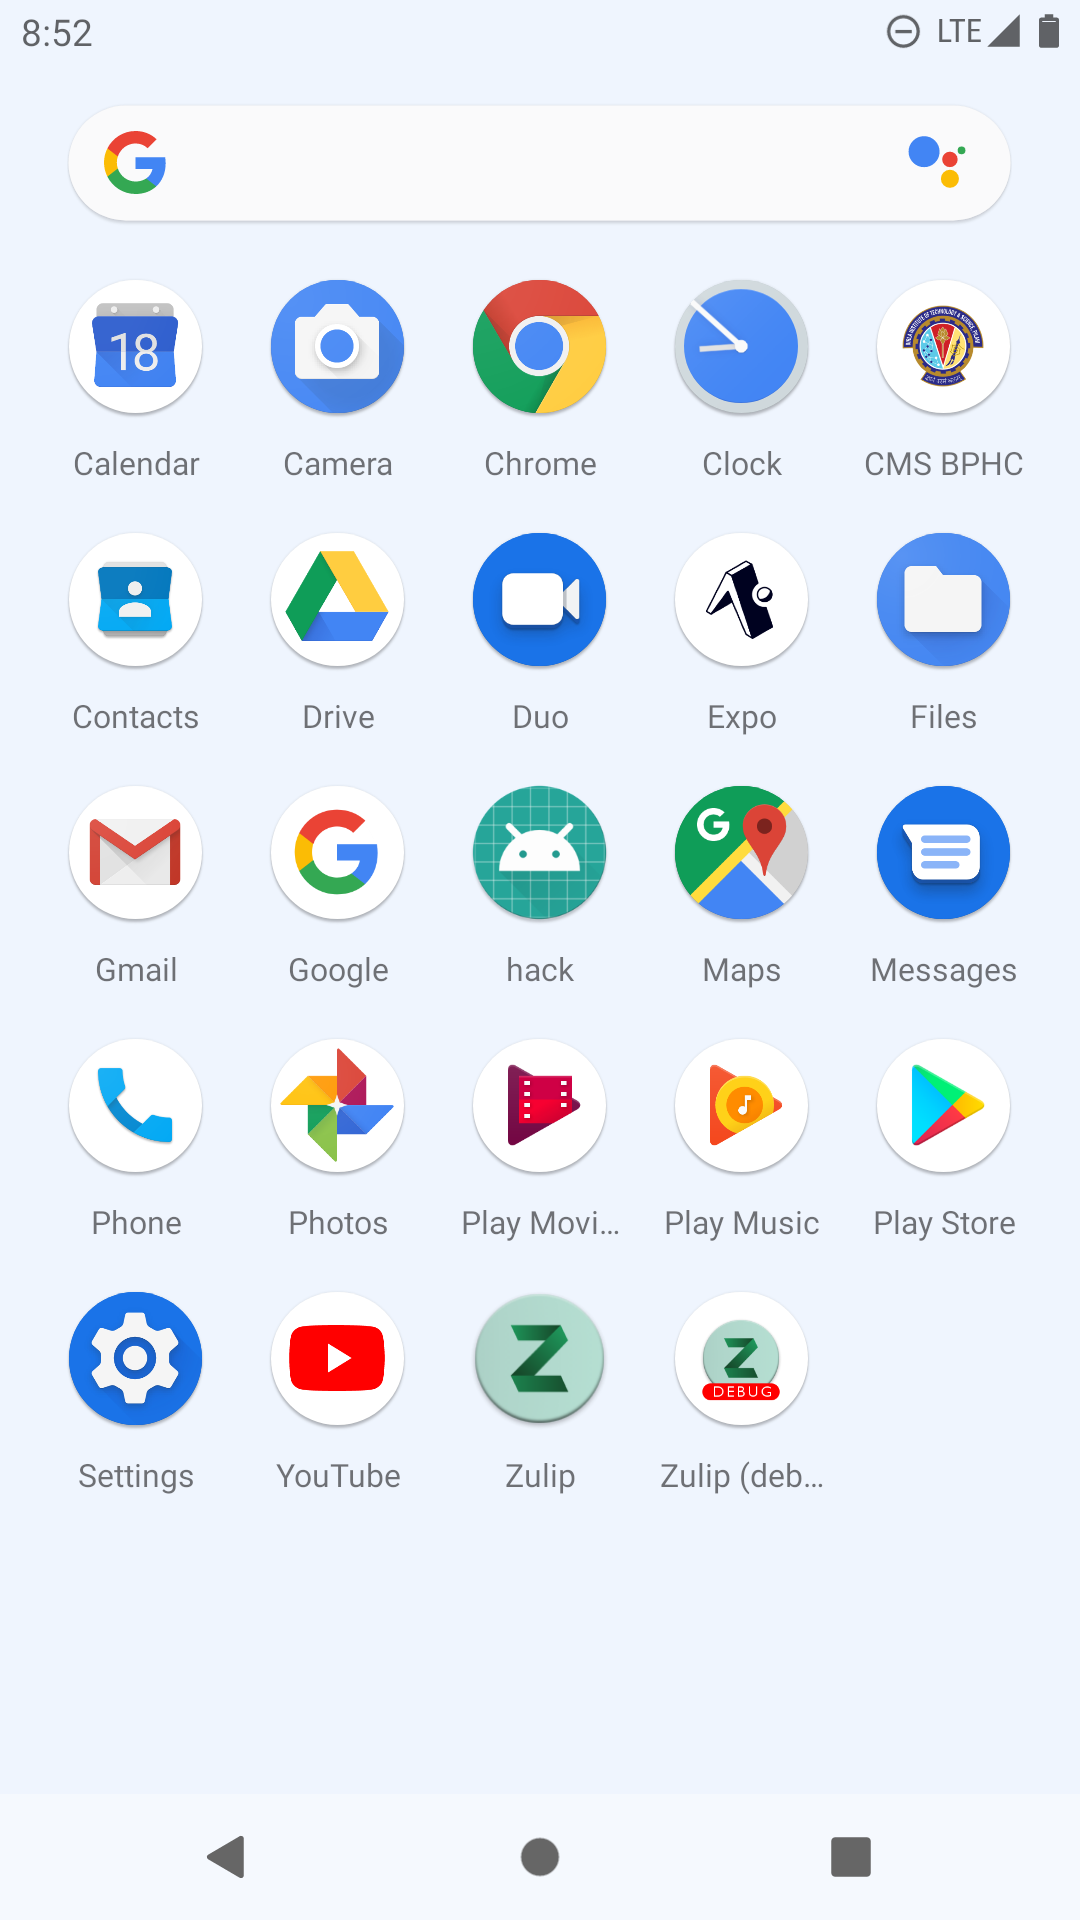 8:52 LTE
18
Calendar Camera Chrome Clock CMS BPHC
Contacts Drive Duo Expo Files
Gmail Google hack Maps Messages
Phone Photos Play Movi... Play Music Play Store
DEBUG
Settings YouTube Zulip Zulip (deb...